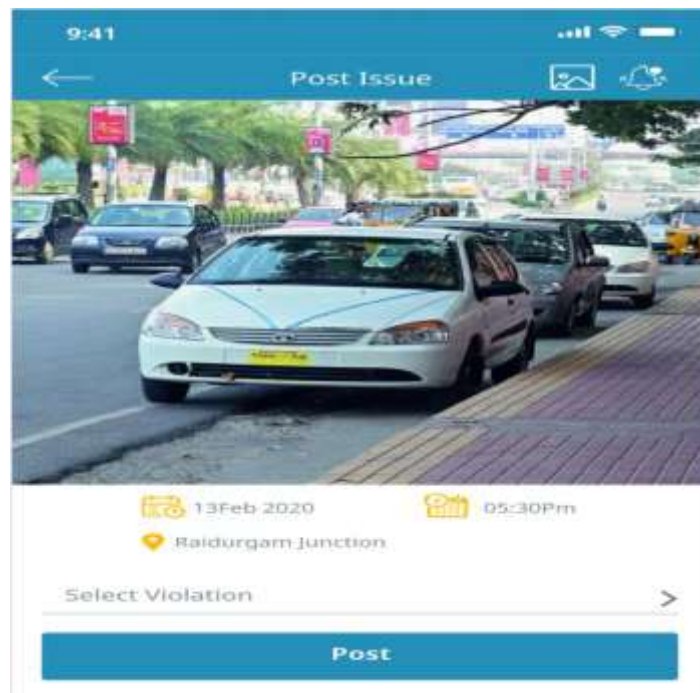 9:41
Post Issue
13Feb 2020
05:30Pm
Raidurgam Junction
Select Violation
>
Post